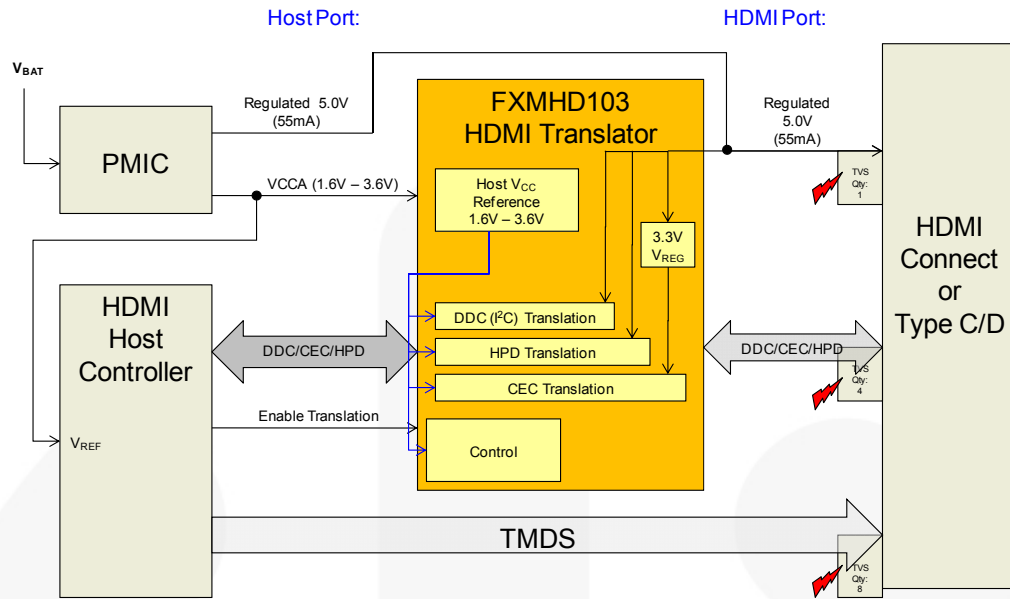 Host Port:
HDMI Port:
VBAT
PMIC
Regulated 5.0V
(55mA)
VCCA (1.6V – 3.6V)
FXMHD103
HDMI Translator
Host VCC
Reference
1.6V – 3.6V
3.3V
VREG
DDC (I²C) Translation
HPD Translation
CEC Translation
Control
Regulated
5.0V
(55mA)
TVS
Qty:
1
HDMI
Connect
or
Type C/D
HDMI
Host
Controller
VREF
DDC/CEC/HPD
Enable Translation
DDC/CEC/HPD
TVS
Qty:
4
TMDS
TVS
Qty:
8